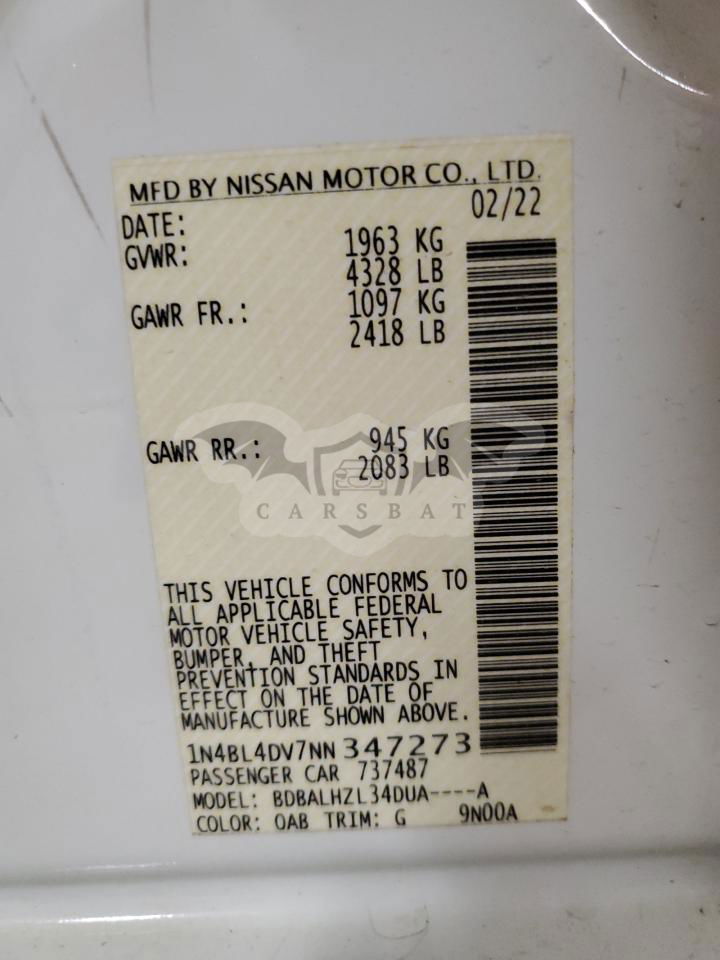 MFD BY NISSAN MOTOR CO., LTD.
DATE: 02/22
GVWR: 1963 KG
4328 LB
GAWR FR.: 1097 KG
2418 LB
GAWR RR.: 945 KG
2083 LB
CARSBAT
THIS VEHICLE CONFORMS TO
ALL APPLICABLE FEDERAL
MOTOR VEHICLE SAFETY,
BUMPER, AND THEFT
PREVENTION STANDARDS IN
EFFECT ON THE DATE OF
MANUFACTURE SHOWN ABOVE.
1N4BL4DV7NN347273
PASSENGER CAR 737487
MODEL: BDBALHZL34DUA----A
COLOR: QAB TRIM: G 9N00A